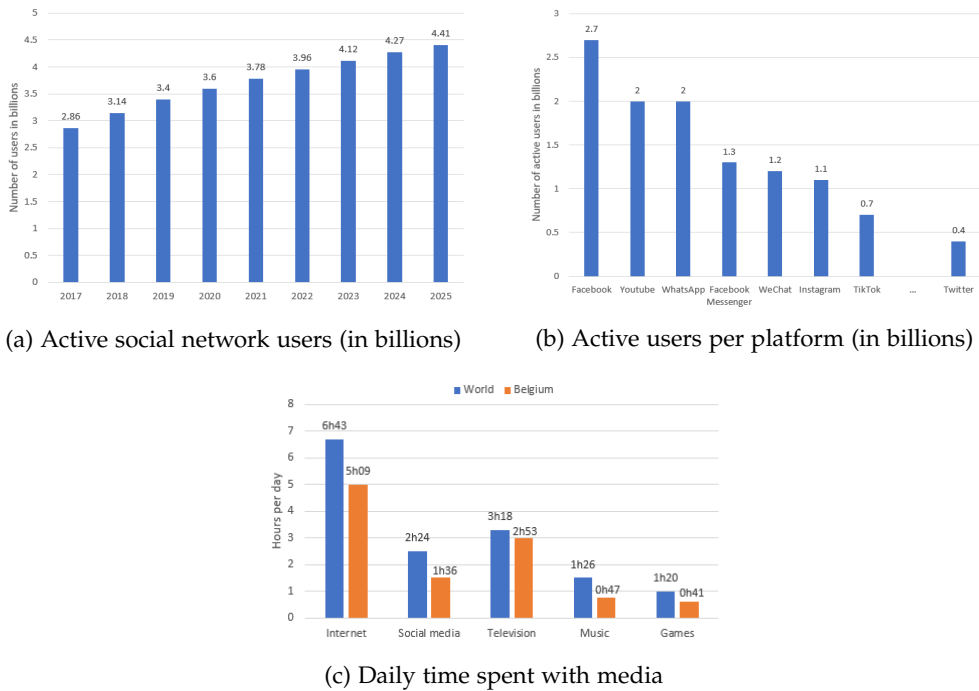 5
4.5
4
3.5
3
2.5
2
1.5
1
0.5
0
Number of users in billions
2.86
3.14
3.4
3.6
3.78
3.96
4.12
4.27
4.41
2017 2018 2019 2020 2021 2022 2023 2024 2025
(a) Active social network users (in billions)
3
2.5
2
1.5
1
0.5
0
Number of active users in billions
2.7
2
2
1.3
1.2
1.1
0.7
0.4
Facebook Youtube WhatsApp Facebook WeChat Instagram TikTok ... Twitter
Messenger
(b) Active users per platform (in billions)
World Belgium
8
7
6
5
4
3
2
1
0
Hours per day
6h43
5h09
2h24
1h36
3h18
2h53
1h26
0h47
1h20
0h41
Internet Social media Television Music Games
(c) Daily time spent with media